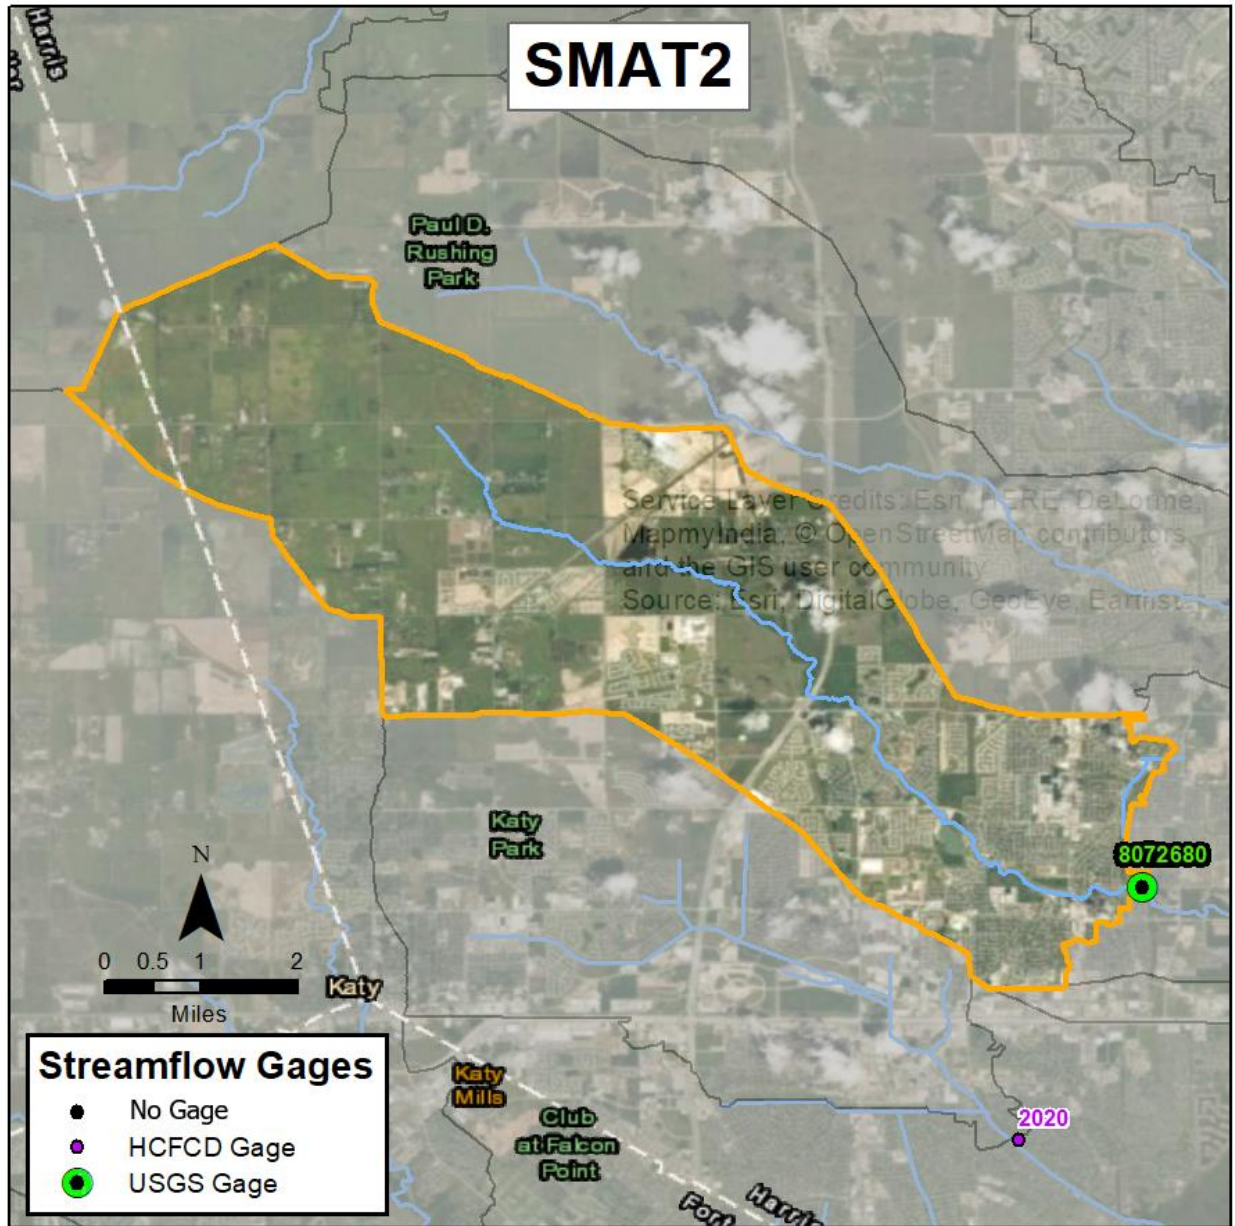 Harris
SMAT2
Paul D.
Rushing
Park
Service Layer Credits: Esri, HERE, DeLorme,
MapmyIndia, © OpenStreetMap contributors,
and the GIS user community
Source: Esri, DigitalGlobe, GeoEye, Earthstar
Katy
Park
8072680
N
0 0.5 1 2
Miles
Katy
Streamflow Gages
No Gage
HCFCD Gage
USGS Gage
Katy
Mills
Club
at Falcon
Point
2020
Harris
Fort